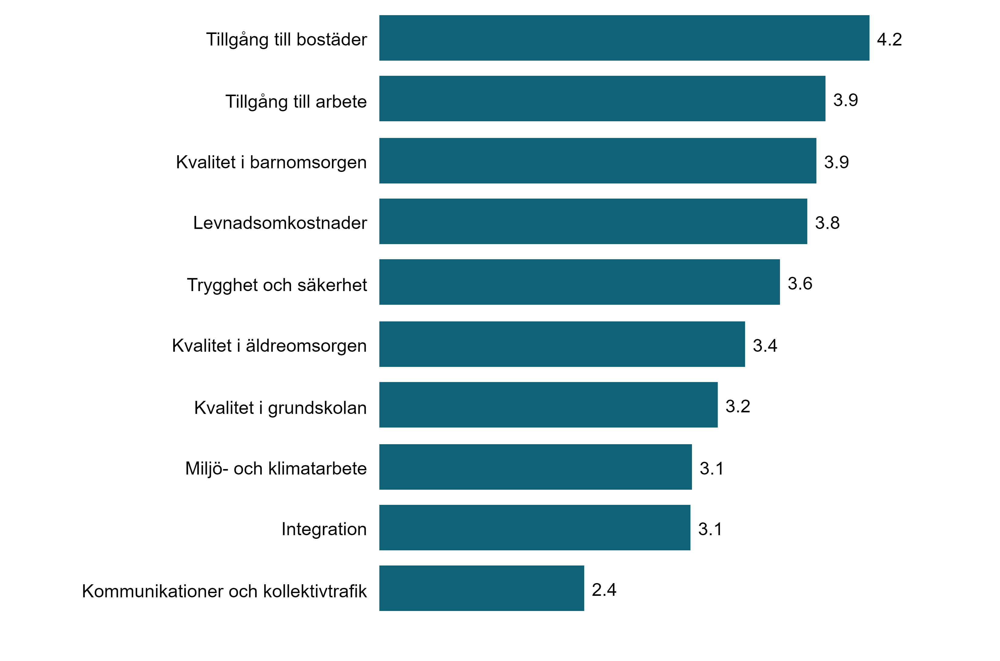 Tillgång till bostäder 4.2
Tillgång till arbete 3.9
Kvalitet i barnomsorgen 3.9
Levnadsomkostnader 3.8
Trygghet och säkerhet 3.6
Kvalitet i äldreomsorgen 3.4
Kvalitet i grundskolan 3.2
Miljö- och klimatarbete 3.1
Integration 3.1
Kommunikationer och kollektivtrafik 2.4